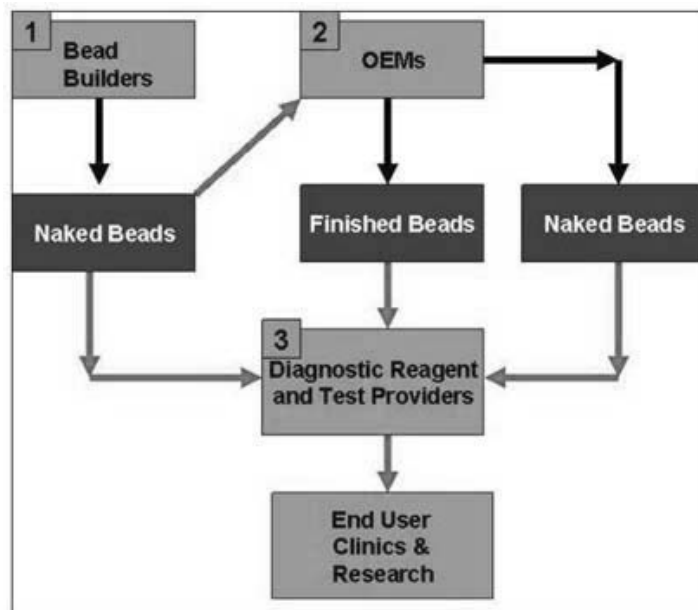 1
Bead
Builders
2
OEMs
Naked Beads
Finished Beads
Naked Beads
3
Diagnostic Reagent
and Test Providers
End User
Clinics &
Research